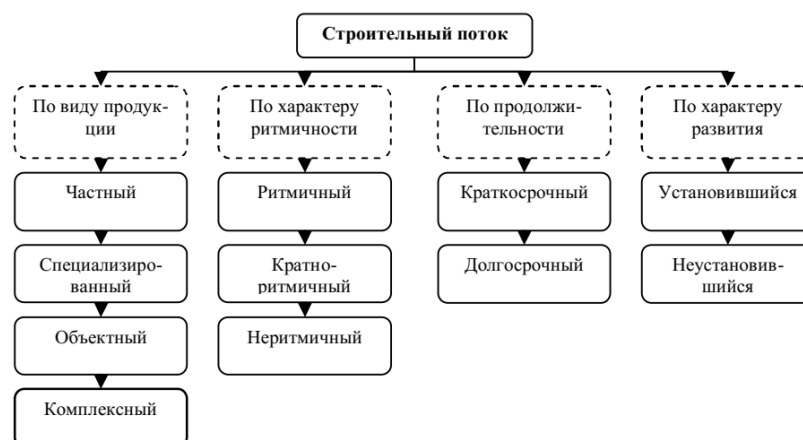 Строительный поток
По виду продук-
ции
По характеру
ритмичности
По продолжи-
тельности
По характеру
развития
Частный
Ритмичный
Краткосрочный
Установившийся
Специализиро-
ванный
Кратно-
ритмичный
Долгосрочный
Неустановив-
шийся
Объектный
Неритмичный
Комплексный